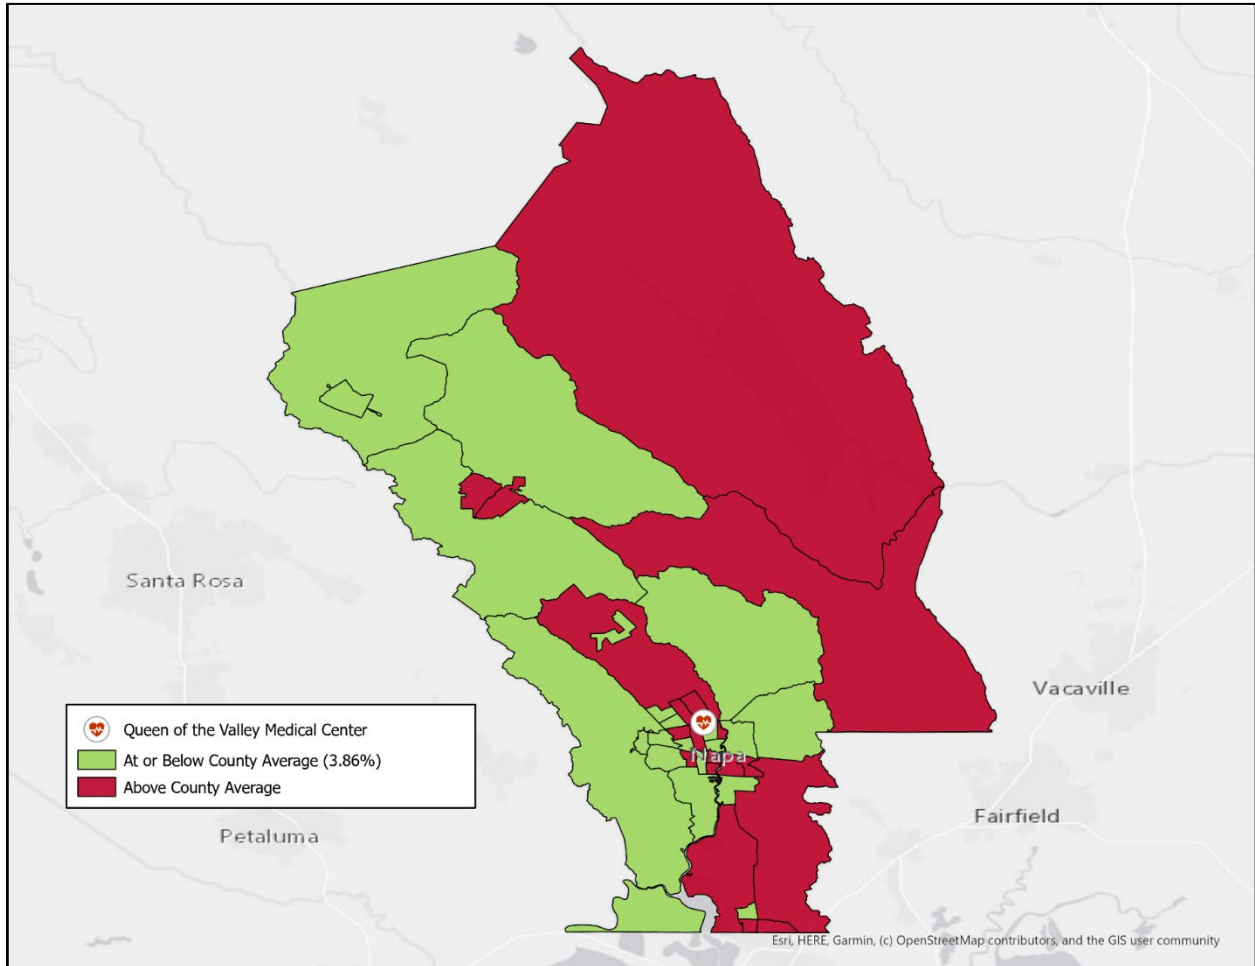 Santa Rosa
Vacaville
Queen of the Valley Medical Center
At or Below County Average (3.86%)
Above County Average
Napa
Fairfield
Petaluma
Esri, HERE, Garmin, (c) OpenStreetMap contributors, and the GIS user community